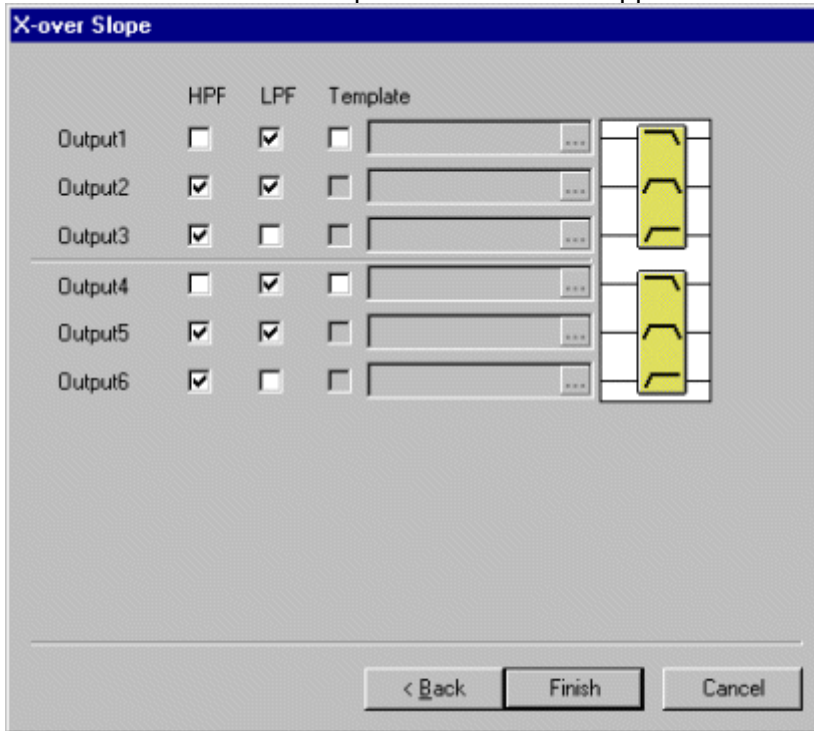 X-over Slope
HPF LPF Template
Output1 ...
Output2 ...
Output3 ...
Output4 ...
Output5 ...
Output6 ...
< Back Finish Cancel